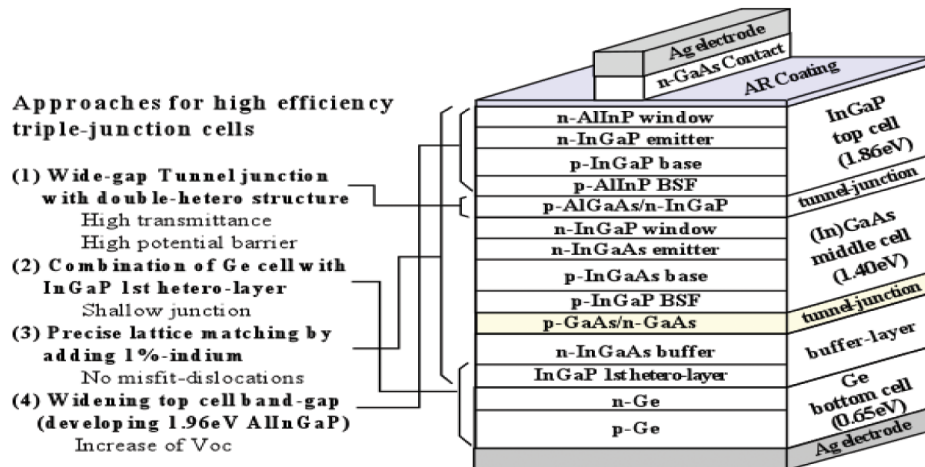 Approaches for high efficiency
triple-junction cells
(1) Wide-gap Tunnel junction
with double-hetero structure
High transmittance
High potential barrier
(2) Combination of Ge cell with
InGaP 1st hetero-layer
Shallow junction
(3) Precise lattice matching by
adding 1%-indium
No misfit-dislocations
(4) Widening top cell band-gap
(developing 1.96eV AlInGaP)
Increase of Voc
Ag electrode
n-GaAs Contact
AR Coating
n-AlInP window
n-InGaP emitter
p-InGaP base
p-AlInP BSF
p-AlGaAs/n-InGaP
n-InGaP window
n-InGaAs emitter
p-InGaAs base
p-InGaP BSF
p-GaAs/n-GaAs
n-InGaAs buffer
InGaP 1st hetero-layer
n-Ge
p-Ge
InGaP
top cell
(1.86eV)
tunnel-junction
(In)GaAs
middle cell
(1.40eV)
tunnel-junction
buffer-layer
Ge
bottom cell
(0.65eV)
Ag electrode